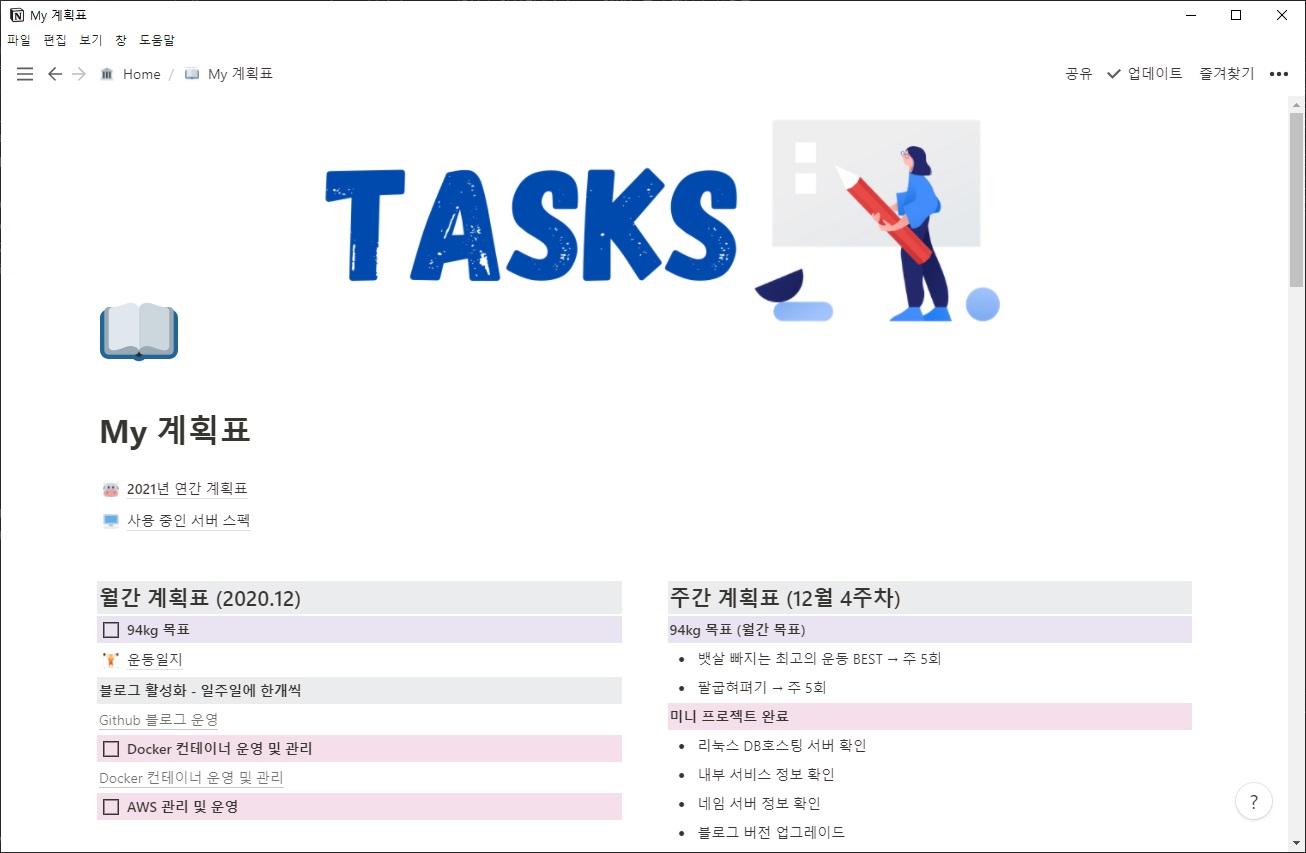 My 계획표
파일 편집 보기 창 도움말
Home / My 계획표 공유 업데이트 즐겨찾기
TASKS
My 계획표
2021년 연간 계획표
사용 중인 서버 스펙
월간 계획표 (2020.12)
94kg 목표
운동일지
블로그 활성화 - 일주일에 한개씩
Github 블로그 운영
Docker 컨테이너 운영 및 관리
Docker 컨테이너 운영 및 관리
AWS 관리 및 운영
주간 계획표 (12월 4주차)
94kg 목표 (월간 목표)
• 뱃살 빠지는 최고의 운동 BEST → 주 5회
• 팔굽혀펴기 → 주 5회
미니 프로젝트 완료
• 리눅스 DB호스팅 서버 확인
• 내부 서비스 정보 확인
• 네임 서버 정보 확인
• 블로그 버전 업그레이드
?